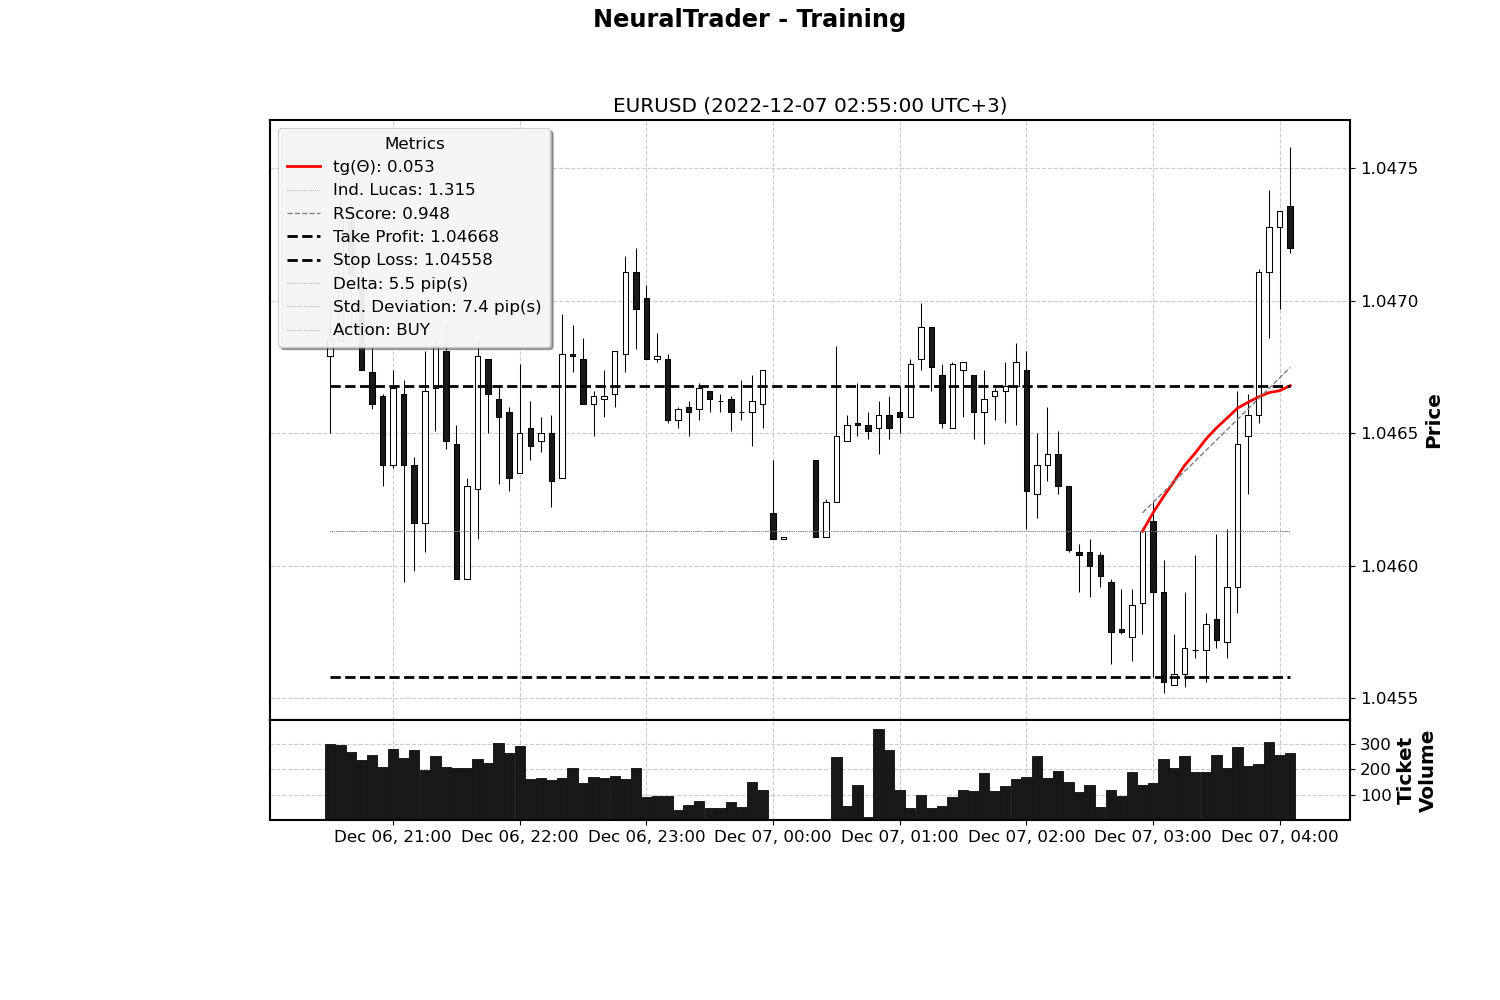 NeuralTrader - Training
EURUSD (2022-12-07 02:55:00 UTC+3)
Metrics
tg(Θ): 0.053
Ind. Lucas: 1.315
RScore: 0.948
Take Profit: 1.04668
Stop Loss: 1.04558
Delta: 5.5 pip(s)
Std. Deviation: 7.4 pip(s)
Action: BUY
1.0475
1.0470
1.0465
1.0460
1.0455
Price
300
200
100
Ticket
Volume
Dec 06, 21:00
Dec 06, 22:00
Dec 06, 23:00
Dec 07, 00:00
Dec 07, 01:00
Dec 07, 02:00
Dec 07, 03:00
Dec 07, 04:00